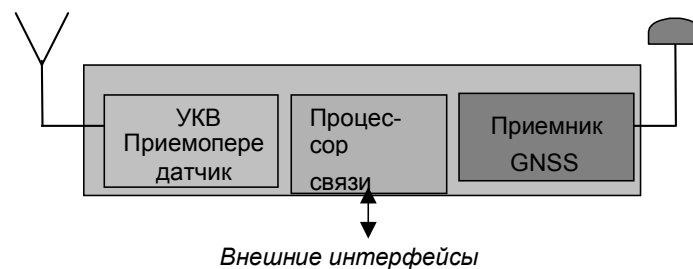 УКВ
Приемопере
датчик
Процес-
сор
связи
Приемник
GNSS
Внешние интерфейсы